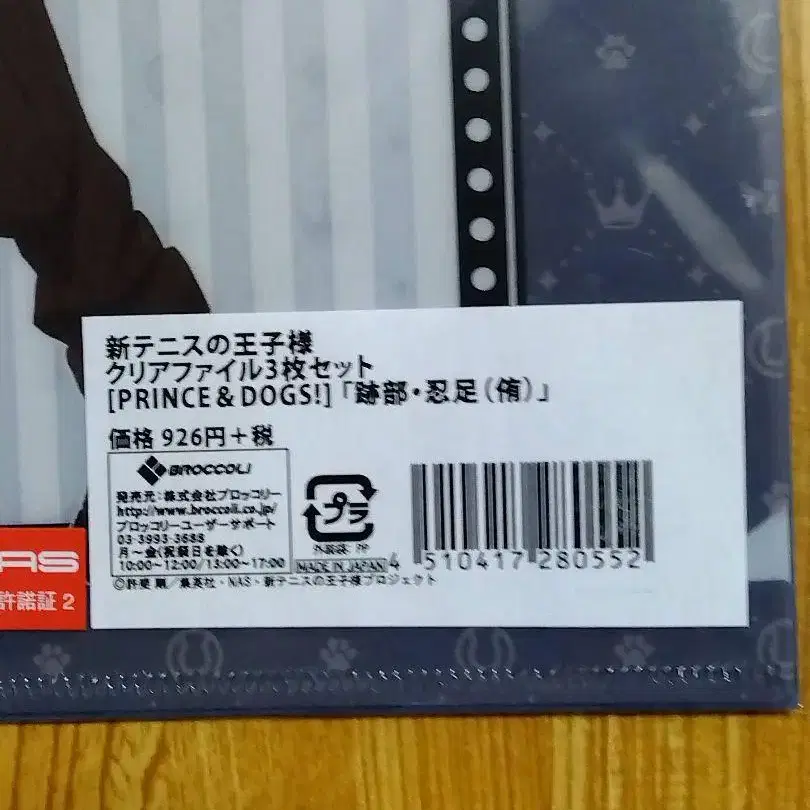 新テニスの王子様
クリアファイル3枚セット
[PRINCE & DOGS!]「跡部・忍足(侑)」
価格 926円+税
BROCCOLI
発売元:株式会社ブロッコリー
http://www.broccoli.co.jp/
ブロッコリーユーザーサポート
03-3993-3688
月~金(祝祭日を除く)
10:00~12:00/13:00~17:00
プラ
外装袋:PP
MADE IN JAPAN
4 510417 280552
©許斐 剛/集英社・NAS・新テニスの王子様プロジェクト
AS
許諾証 2